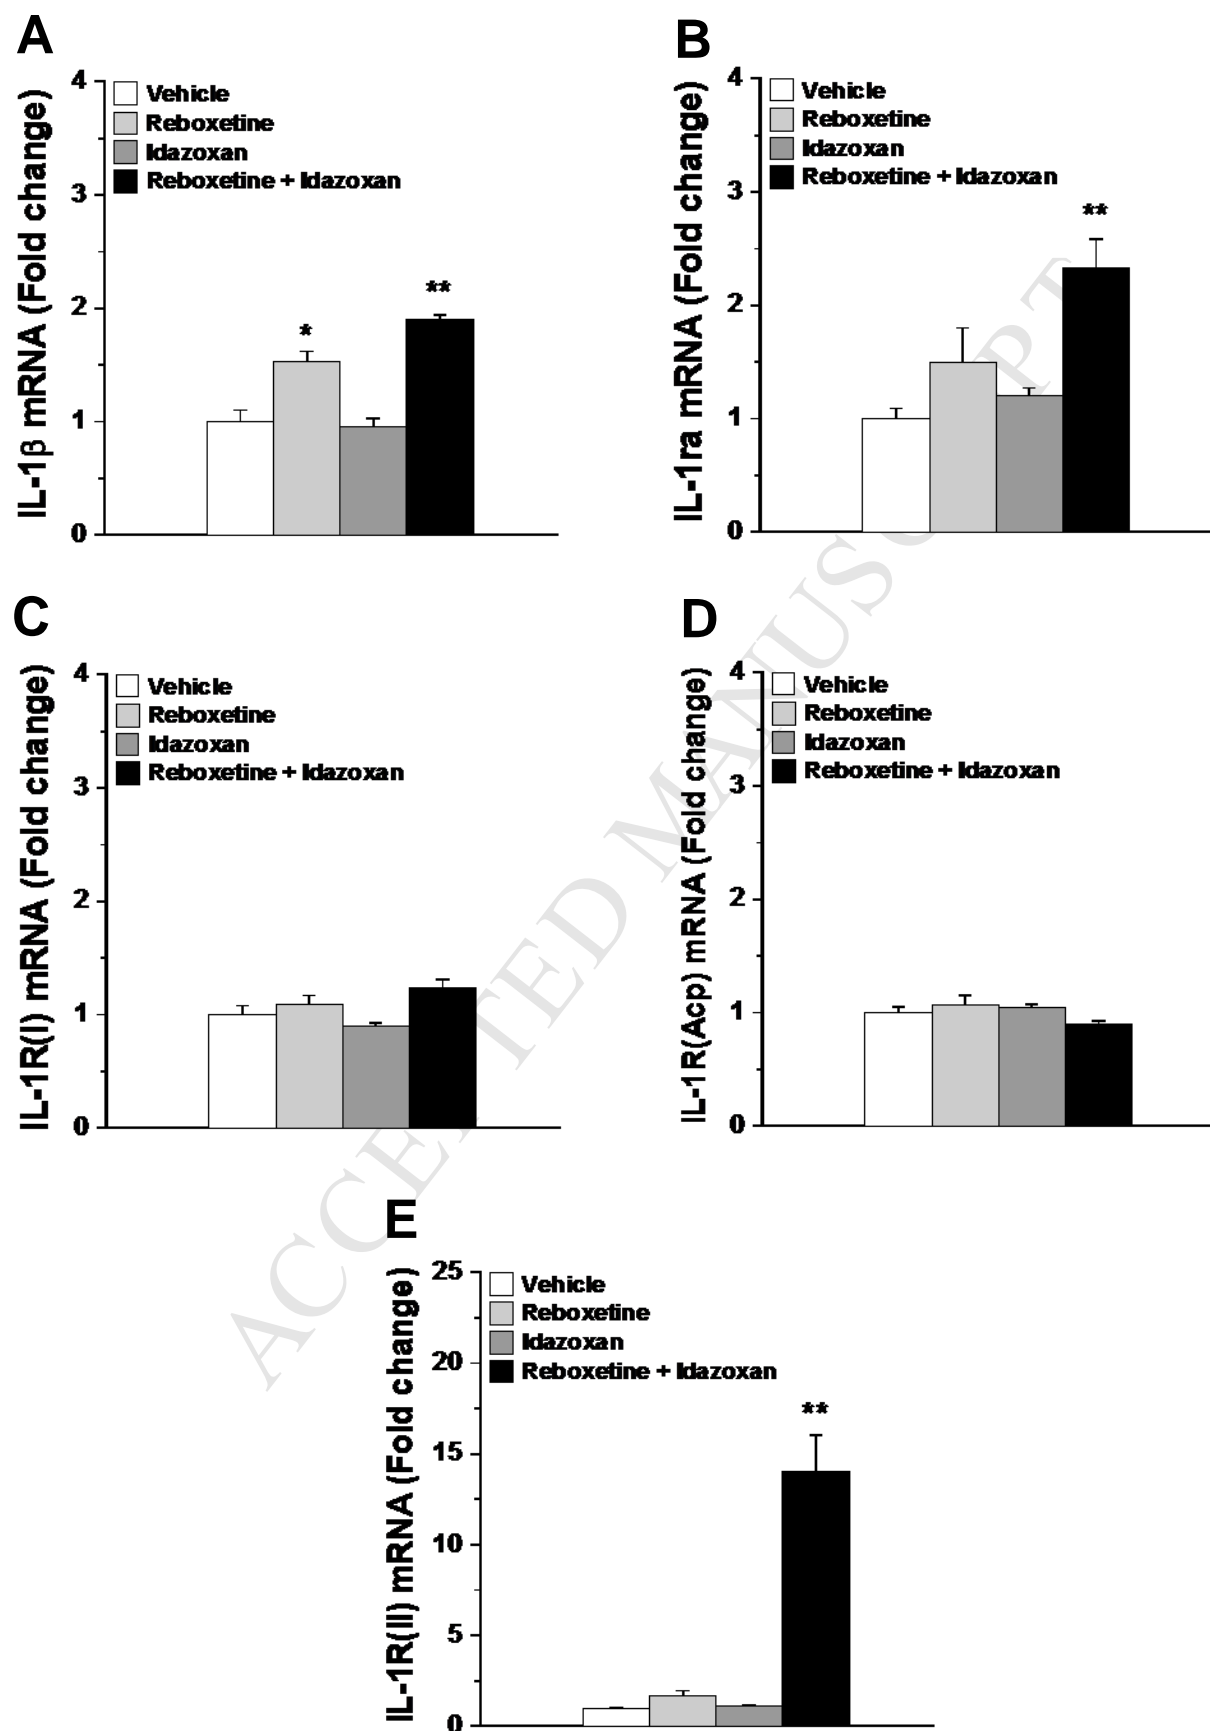 A
IL-1β mRNA (Fold change)
4
3
2
1
0
Vehicle
Reboxetine
Idazoxan
Reboxetine + Idazoxan
*
**
B
IL-1ra mRNA (Fold change)
4
3
2
1
0
Vehicle
Reboxetine
Idazoxan
Reboxetine + Idazoxan
**
C
IL-1R(I) mRNA (Fold change)
4
3
2
1
0
Vehicle
Reboxetine
Idazoxan
Reboxetine + Idazoxan
D
IL-1R(Acp) mRNA (Fold change)
4
3
2
1
0
Vehicle
Reboxetine
Idazoxan
Reboxetine + Idazoxan
E
IL-1R(II) mRNA (Fold change)
25
20
15
10
5
0
Vehicle
Reboxetine
Idazoxan
Reboxetine + Idazoxan
**
ACCEPTED MANUSCRIPT